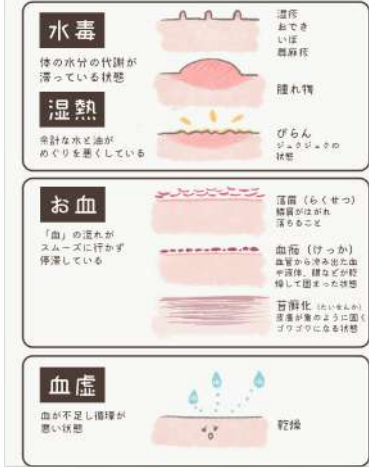 水毒
体の水分の代謝が
滞っている状態
湿疹
おでき
いぼ
蕁麻疹
腫れ物
湿熱
余計な水と油が
めぐりを悪くしている
びらん
ジュクジュクの
状態
お血
「血」の流れが
スムーズに行かず
停滞している
落屑（らくせつ）
鱗屑がはがれ
落ちること
血痂（けっか）
血管から滲み出た血
や液体、膿などが乾
燥して固まった状態
苔癬化（たいせんか）
皮膚が象のように固く
ゴワゴワになる状態
血虚
血が不足し循環が
悪い状態
乾燥